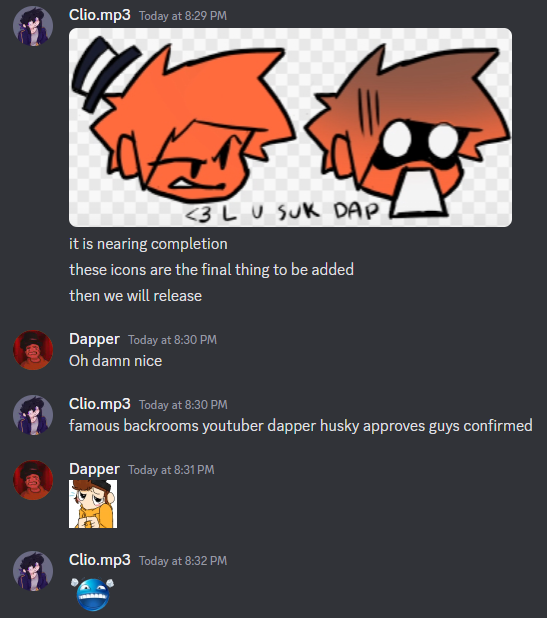 Clio.mp3 Today at 8:29 PM
<3 L U SUK DAP
it is nearing completion
these icons are the final thing to be added
then we will release
Dapper Today at 8:30 PM
Oh damn nice
Clio.mp3 Today at 8:30 PM
famous backrooms youtuber dapper husky approves guys confirmed
Dapper Today at 8:31 PM
Clio.mp3 Today at 8:32 PM